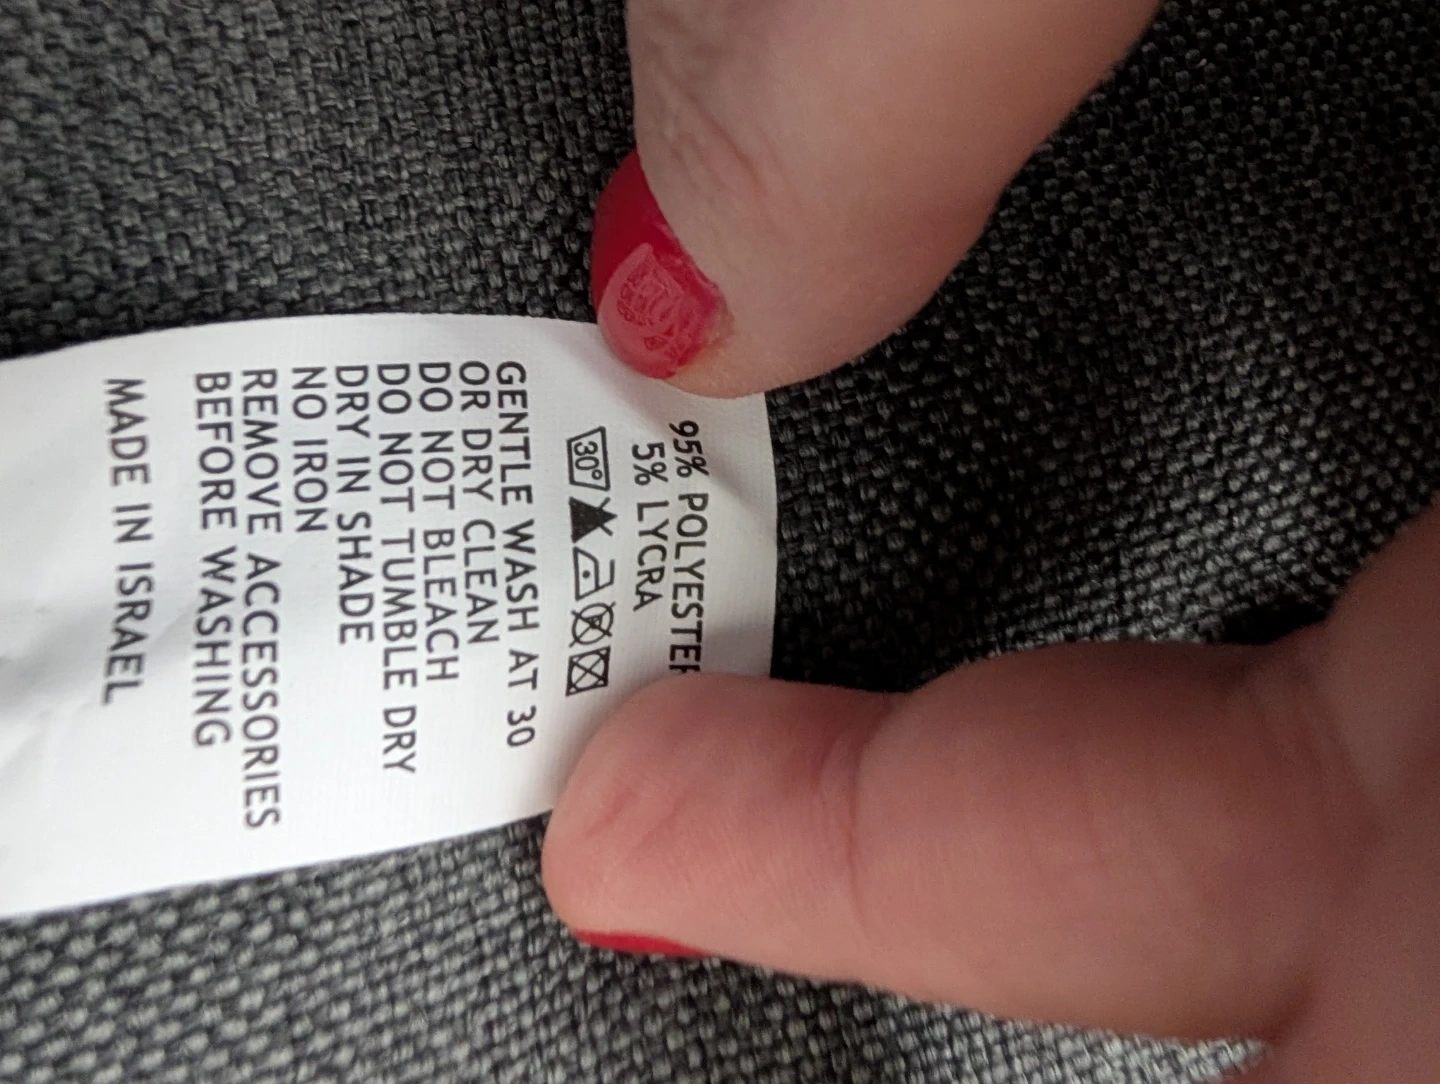 95% POLYESTER
5% LYCRA
30°
GENTLE WASH AT 30
OR DRY CLEAN
DO NOT BLEACH
DO NOT TUMBLE DRY
DRY IN SHADE
NO IRON
REMOVE ACCESSORIES
BEFORE WASHING
MADE IN ISRAEL